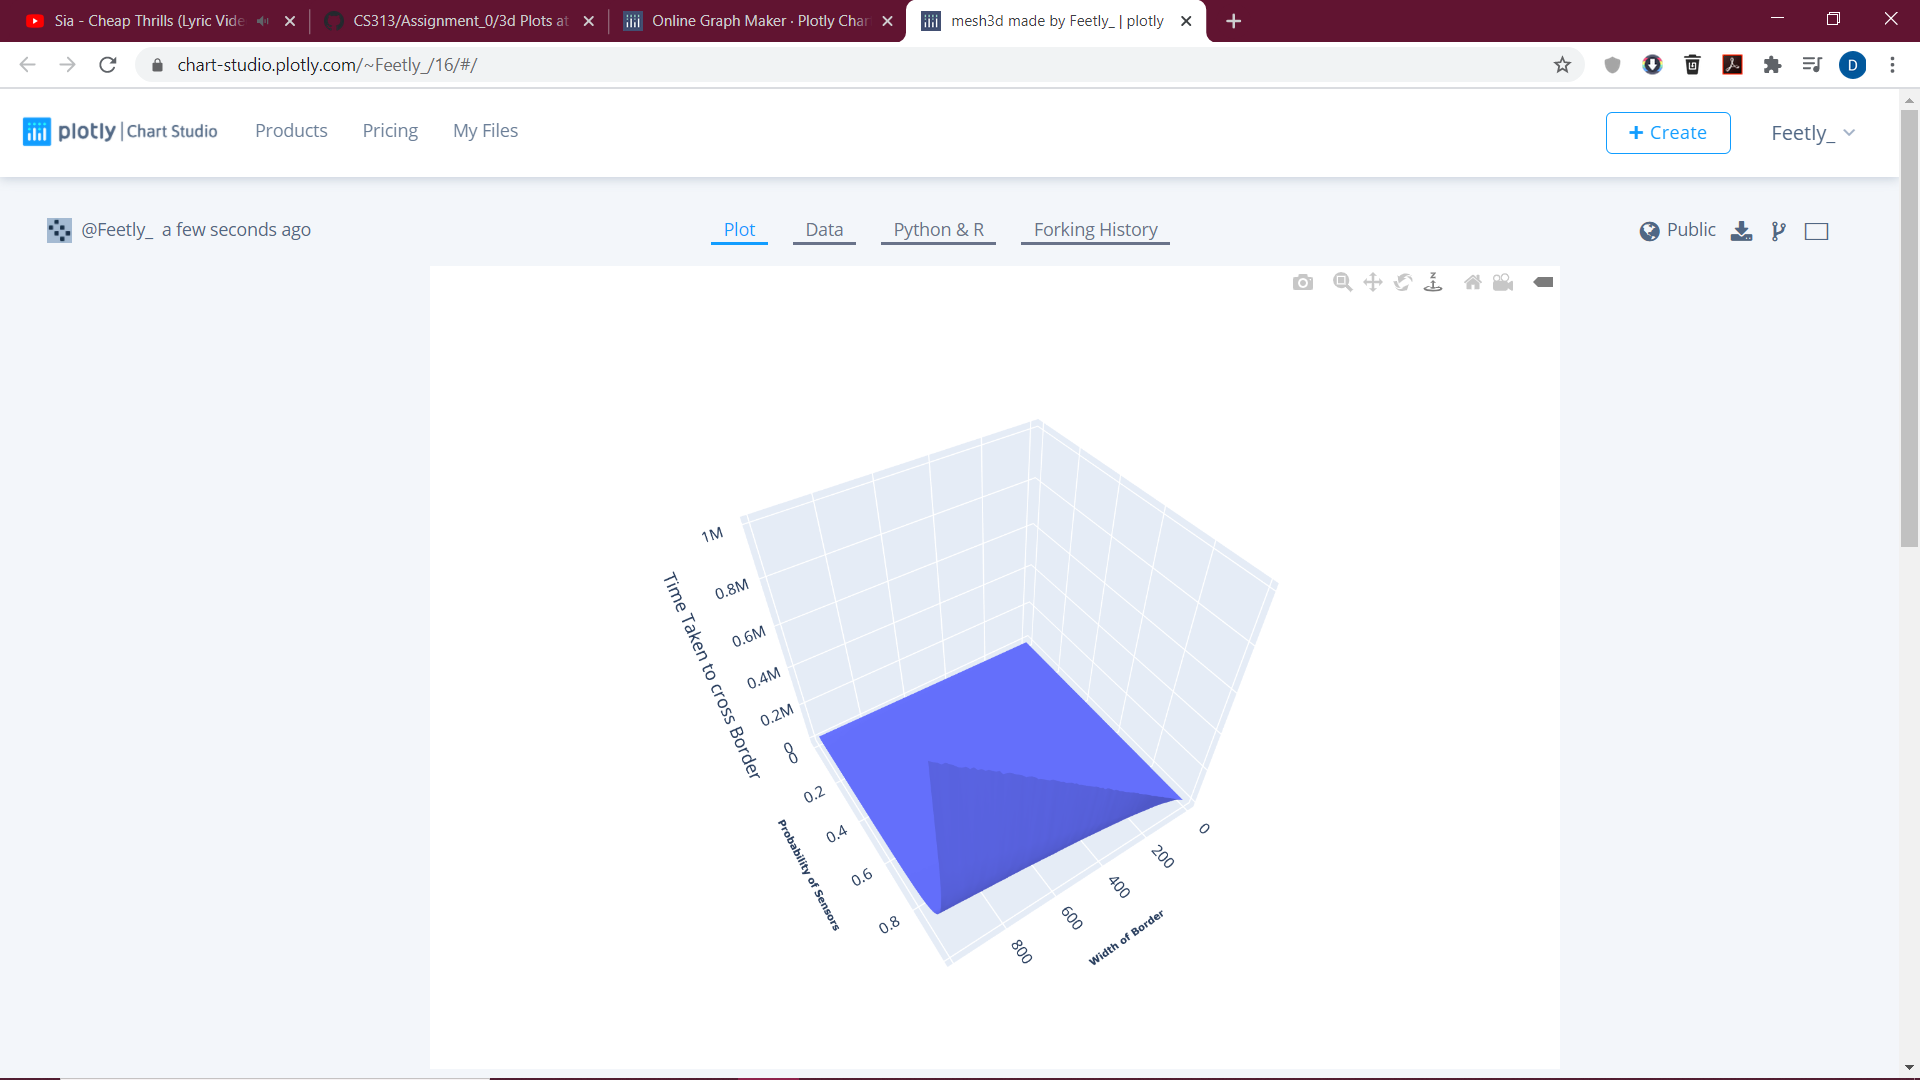 Sia - Cheap Thrills (Lyric Vide
CS313/Assignment_0/3d Plots at
Online Graph Maker · Plotly Char
mesh3d made by Feetly_ | plotly
chart-studio.plotly.com/~Feetly_/16/#/
D
plotly | Chart Studio
Products
Pricing
My Files
+ Create
Feetly_
@Feetly_ a few seconds ago
Plot
Data
Python & R
Forking History
Public
Z
1M
0.8M
0.6M
0.4M
0.2M
0
Time Taken to cross Border
0
0.2
0.4
0.6
0.8
Probability of Sensors
0
200
400
600
800
Width of Border